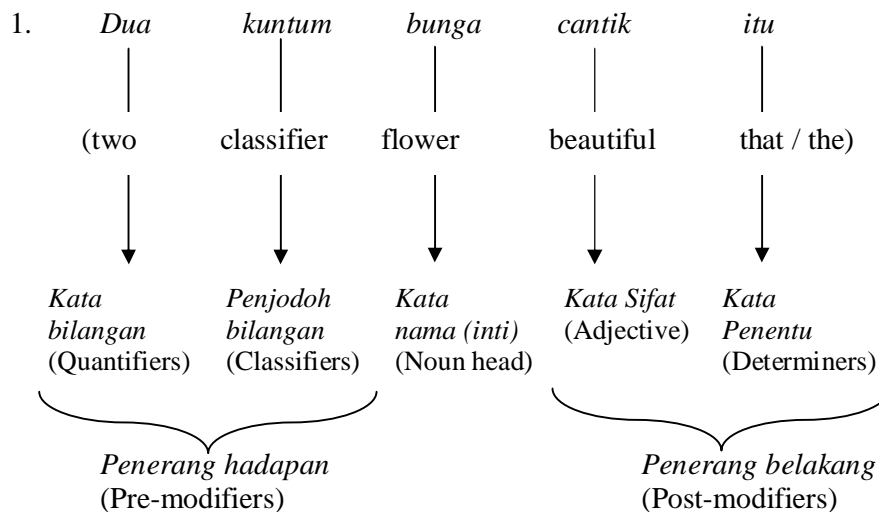 1. Dua kuntum bunga cantik itu
(two classifier flower beautiful that / the)
Kata Penjodoh Kata Kata Sifat Kata
bilangan bilangan nama (inti) (Adjective) Penentu
(Quantifiers) (Classifiers) (Noun head) (Determiners)
Penerang hadapan Penerang belakang
(Pre-modifiers) (Post-modifiers)